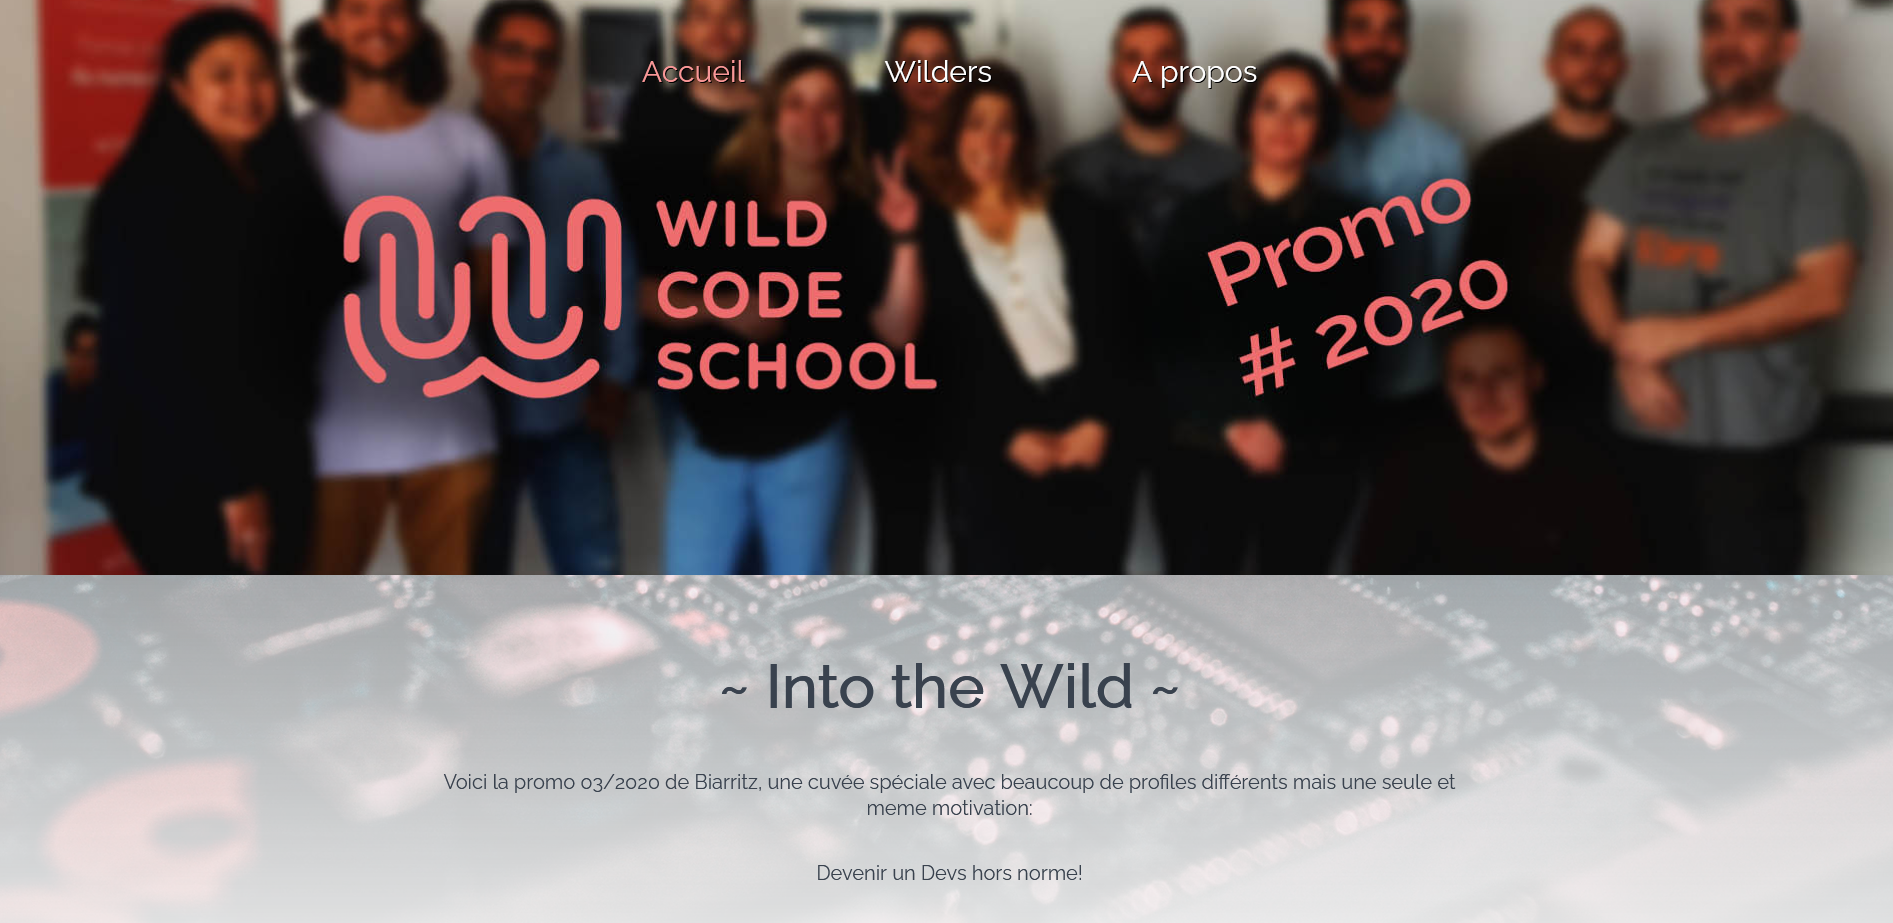 Accueil
Wilders
A propos
WILD
CODE
SCHOOL
Promo
# 2020
~ Into the Wild ~
Voici la promo 03/2020 de Biarritz, une cuvée spéciale avec beaucoup de profiles différents mais une seule et
meme motivation:
Devenir un Devs hors norme!